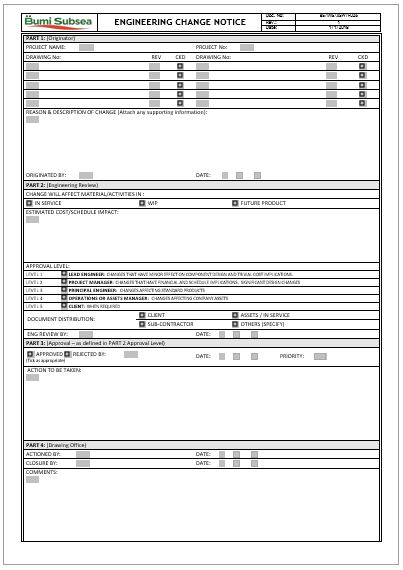 Bumi Subsea
ENGINEERING CHANGE NOTICE
Doc. No:
Rev.: 1
Date: 1/1/2018
PART 1: (Originator)
PROJECT NAME: PROJECT No:
DRAWING No: REV CKD DRAWING No: REV CKD
REASON & DESCRIPTION OF CHANGE (Attach any supporting information):
ORIGINATED BY: DATE:
PART 2: (Engineering Review)
CHANGE WILL AFFECT MATERIAL/ACTIVITIES IN :
IN SERVICE WIP FUTURE PRODUCT
ESTIMATED COST/SCHEDULE IMPACT:
APPROVAL LEVEL:
LEVEL: 1 LEAD ENGINEER: CHANGES THAT HAVE MINOR EFFECT ON COMPONENT DESIGN AND TRIVIAL COST IMPLICATIONS.
LEVEL: 2 PROJECT MANAGER: CHANGES THAT HAVE FINANCIAL AND SCHEDULE IMPLICATIONS. SIGNIFICANT DESIGN CHANGES
LEVEL: 3 PRINCIPAL ENGINEER: CHANGES AFFECTING STANDARD PRODUCTS
LEVEL: 4 OPERATIONS OR ASSETS MANAGER: CHANGES AFFECTING COMPANY ASSETS
LEVEL: 5 CLIENT: WHEN REQUIRED
DOCUMENT DISTRIBUTION: CLIENT ASSETS / IN SERVICE
SUB-CONTRACTOR OTHERS (SPECIFY)
ENG REVIEW BY: DATE:
PART 3: (Approval – as defined in PART 2 Approval Level)
APPROVED REJECTED BY: DATE: PRIORITY:
(Tick as appropriate)
ACTION TO BE TAKEN:
PART 4: (Drawing Office)
ACTIONED BY: DATE:
CLOSURE BY: DATE:
COMMENTS: